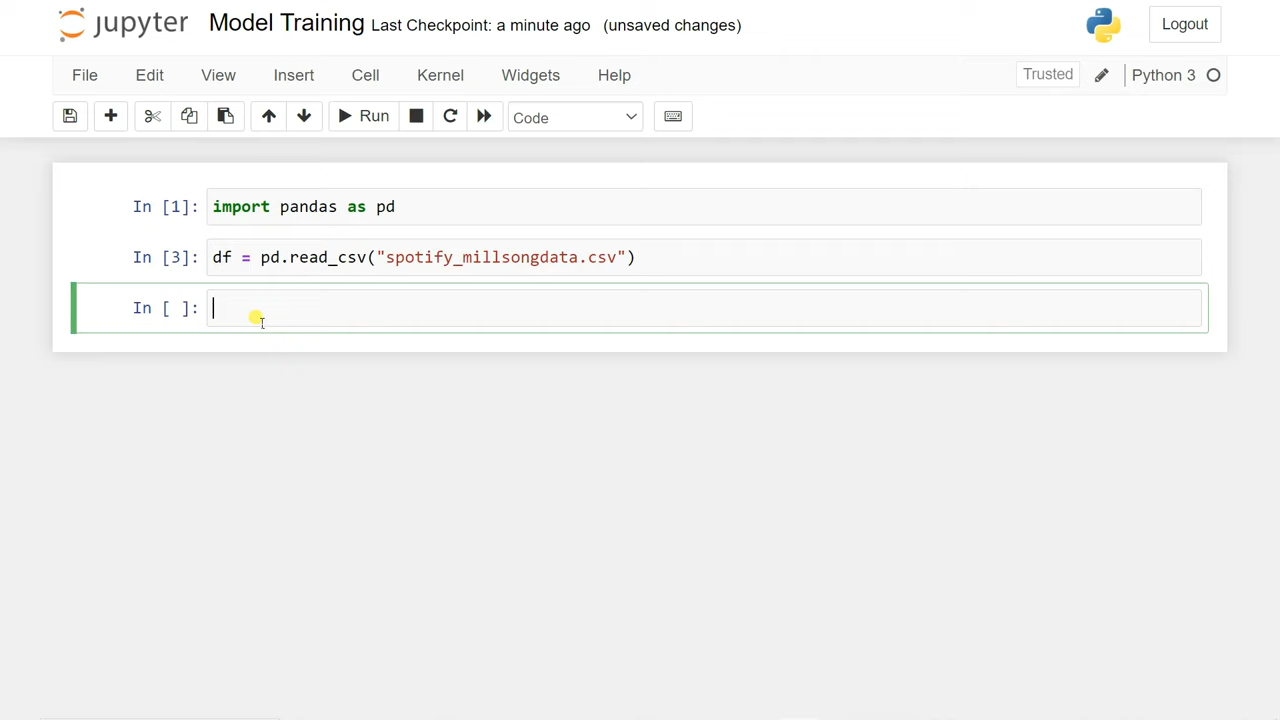 jupyter Model Training Last Checkpoint: a minute ago (unsaved changes) Logout
File Edit View Insert Cell Kernel Widgets Help Trusted Python 3
Run Code
In [1]: import pandas as pd
In [3]: df = pd.read_csv("spotify_millsongdata.csv")
In [ ]: